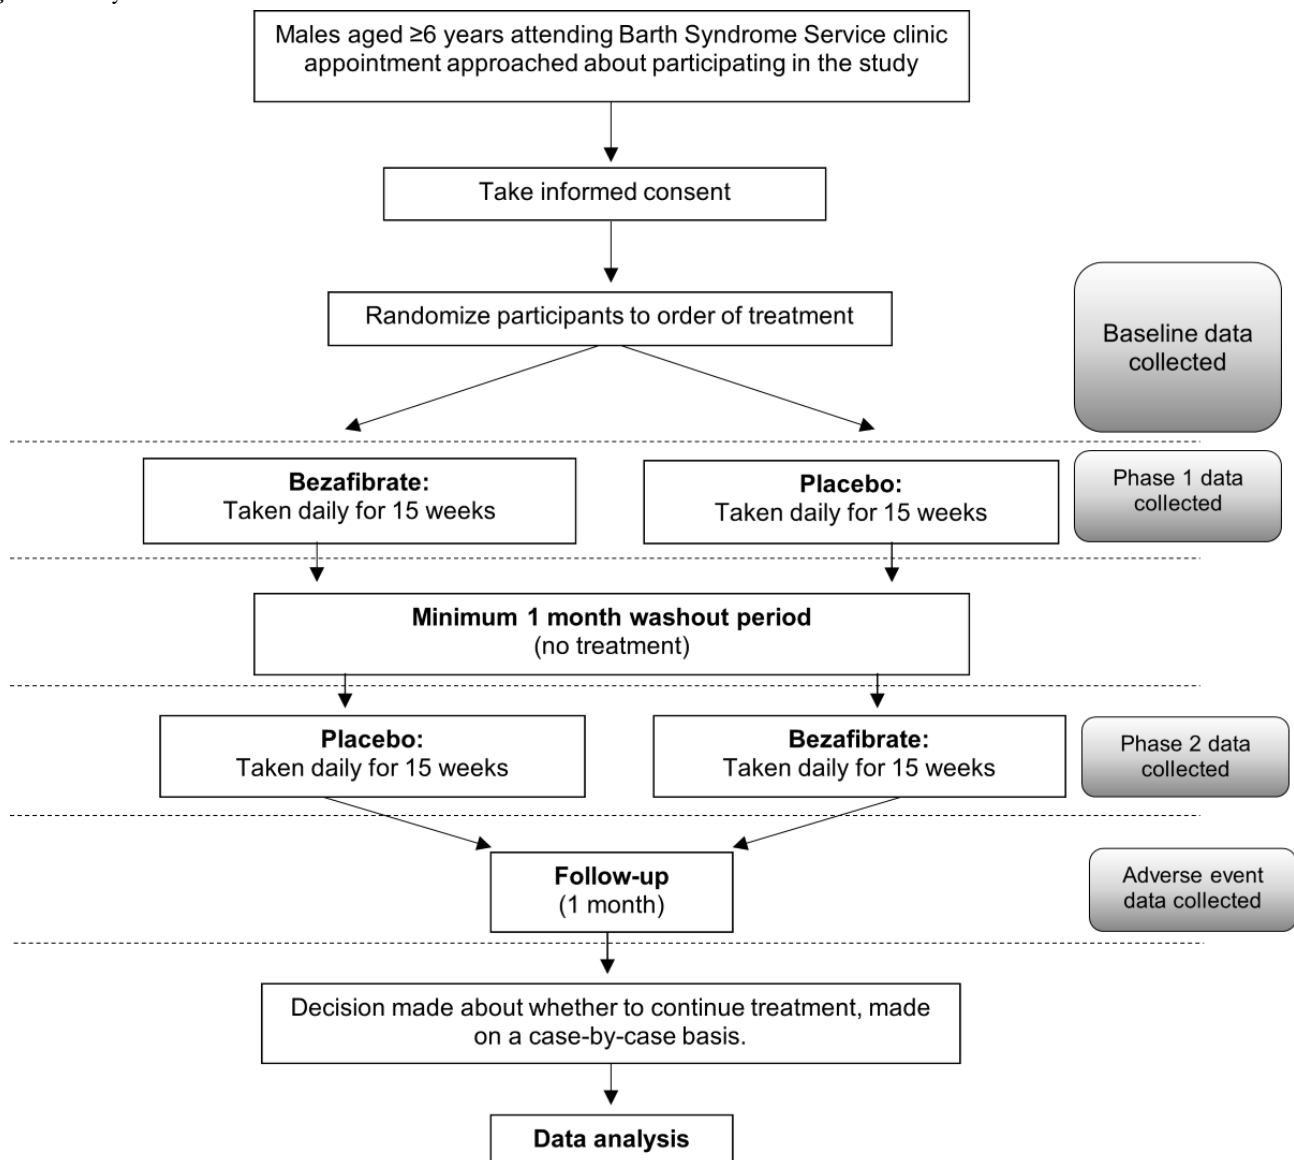 Males aged ≥6 years attending Barth Syndrome Service clinic
appointment approached about participating in the study
Take informed consent
Randomize participants to order of treatment
Baseline data
collected
Bezafibrate:
Taken daily for 15 weeks
Placebo:
Taken daily for 15 weeks
Phase 1 data
collected
Minimum 1 month washout period
(no treatment)
Placebo:
Taken daily for 15 weeks
Bezafibrate:
Taken daily for 15 weeks
Phase 2 data
collected
Follow-up
(1 month)
Adverse event
data collected
Decision made about whether to continue treatment, made
on a case-by-case basis.
Data analysis